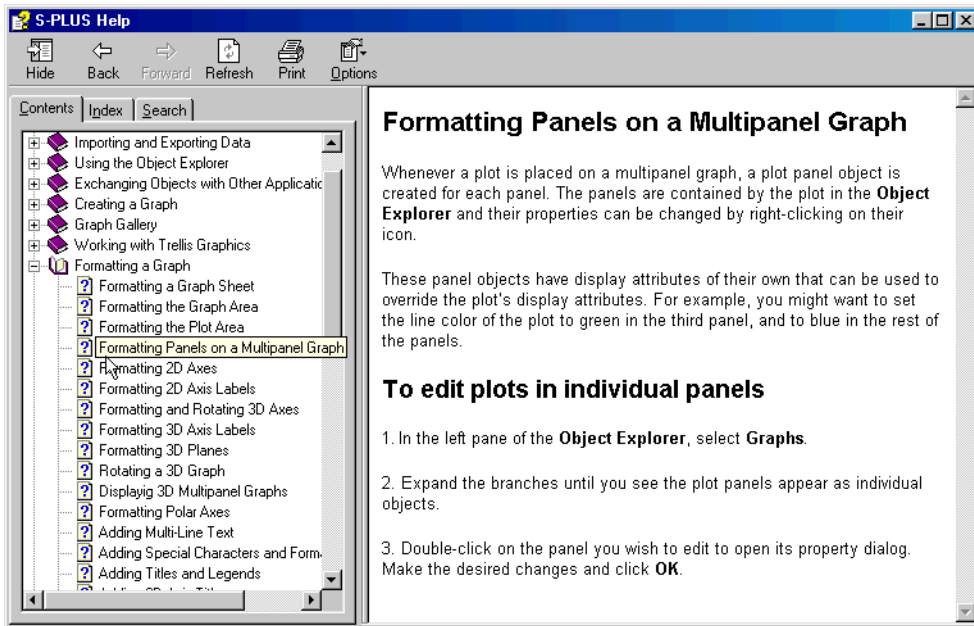 S-PLUS Help
Hide Back Forward Refresh Print Options
Contents Index Search
Importing and Exporting Data
Using the Object Explorer
Exchanging Objects with Other Applicatic
Creating a Graph
Graph Gallery
Working with Trellis Graphics
Formatting a Graph
Formatting a Graph Sheet
Formatting the Graph Area
Formatting the Plot Area
Formatting Panels on a Multipanel Graph
Formatting 2D Axes
Formatting 2D Axis Labels
Formatting and Rotating 3D Axes
Formatting 3D Axis Labels
Formatting 3D Planes
Rotating a 3D Graph
Displayig 3D Multipanel Graphs
Formatting Polar Axes
Adding Multi-Line Text
Adding Special Characters and Form
Adding Titles and Legends
Formatting Panels on a Multipanel Graph
Whenever a plot is placed on a multipanel graph, a plot panel object is
created for each panel. The panels are contained by the plot in the Object
Explorer and their properties can be changed by right-clicking on their
icon.
These panel objects have display attributes of their own that can be used to
override the plot's display attributes. For example, you might want to set
the line color of the plot to green in the third panel, and to blue in the rest of
the panels.
To edit plots in individual panels
1. In the left pane of the Object Explorer, select Graphs.
2. Expand the branches until you see the plot panels appear as individual
objects.
3. Double-click on the panel you wish to edit to open its property dialog.
Make the desired changes and click OK.